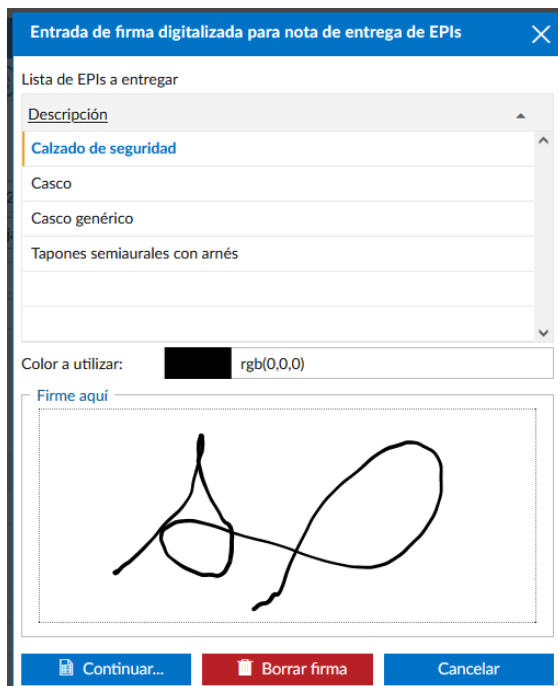 Entrada de firma digitalizada para nota de entrega de EPIs
Lista de EPIs a entregar
Descripción
Calzado de seguridad
Casco
Casco genérico
Tapones semiaurales con arnés
Color a utilizar: rgb(0,0,0)
Firme aquí
Continuar... Borrar firma Cancelar